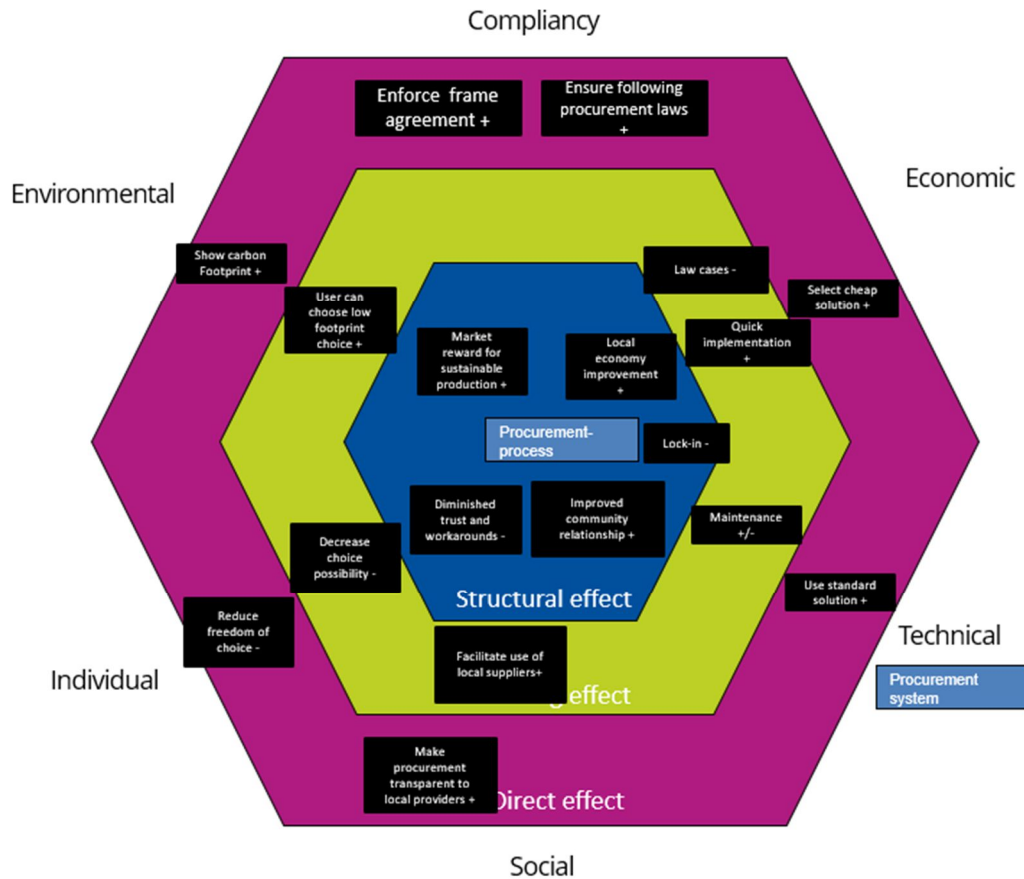 Compliancy
Enforce frame
agreement +
Ensure following
procurement laws
+
Environmental
Economic
Show carbon
Footprint +
Law cases -
Select cheap
solution +
User can
choose low
footprint
choice +
Quick
implementation
+
Market
reward for
sustainable
production +
Local
economy
improvement
+
Procurement-
process
Lock-in -
Diminished
trust and
workarounds -
Improved
community
relationship +
Maintenance
+/-
Decrease
choice
possibility -
Use standard
solution +
Structural effect
Reduce
freedom of
choice -
Technical
Facilitate use of
local suppliers+
Individual
Procurement
system
effect
Make
procurement
transparent to
local providers +
Direct effect
Social